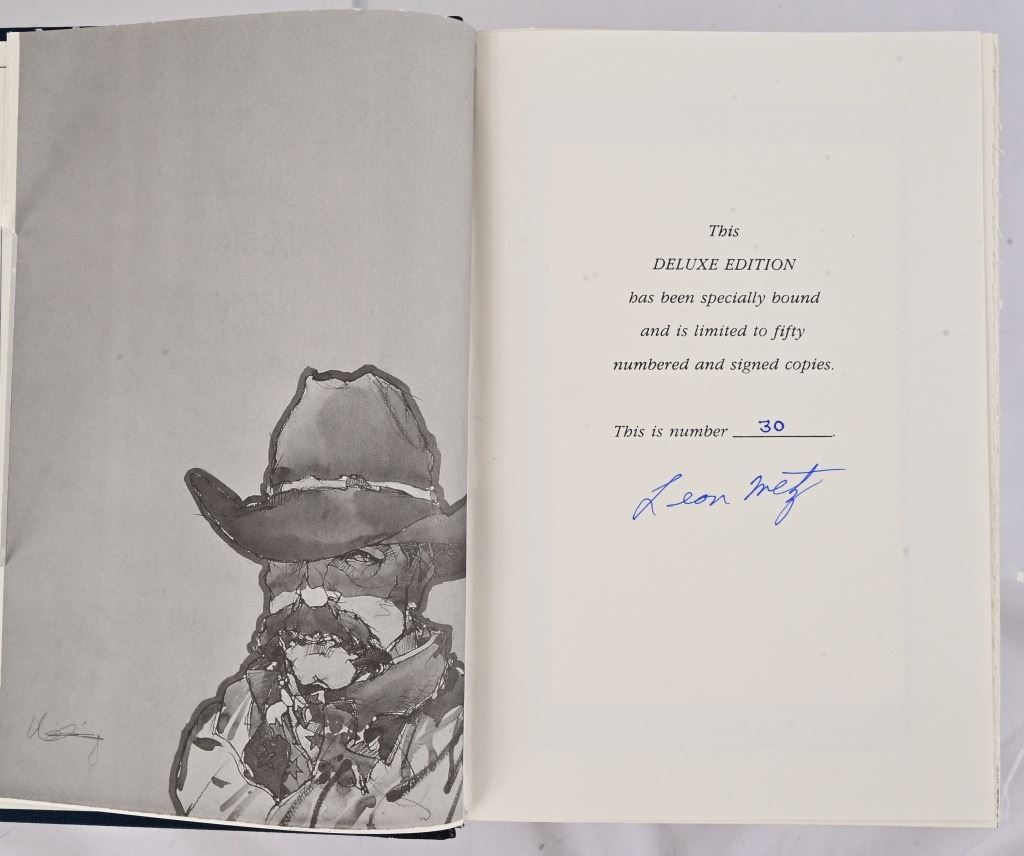 This
DELUXE EDITION
has been specially bound
and is limited to fifty
numbered and signed copies.
This is number 30.
Leon Metz